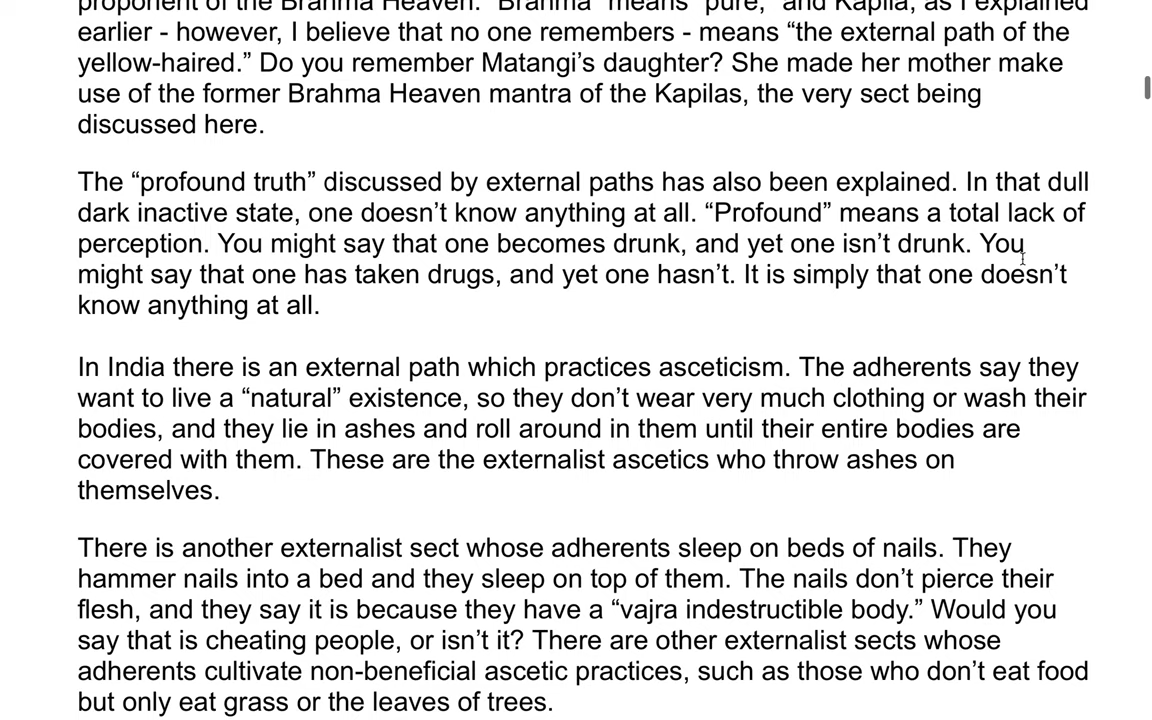 proponent of the Brahma Heaven. "Brahma" means "pure," and Kapila, as I explained
earlier - however, I believe that no one remembers - means “the external path of the
yellow-haired.” Do you remember Matangi’s daughter? She made her mother make
use of the former Brahma Heaven mantra of the Kapilas, the very sect being
discussed here.
The “profound truth” discussed by external paths has also been explained. In that dull
dark inactive state, one doesn’t know anything at all. “Profound” means a total lack of
perception. You might say that one becomes drunk, and yet one isn’t drunk. You
might say that one has taken drugs, and yet one hasn’t. It is simply that one doesn’t
know anything at all.
In India there is an external path which practices asceticism. The adherents say they
want to live a “natural” existence, so they don’t wear very much clothing or wash their
bodies, and they lie in ashes and roll around in them until their entire bodies are
covered with them. These are the externalist ascetics who throw ashes on
themselves.
There is another externalist sect whose adherents sleep on beds of nails. They
hammer nails into a bed and they sleep on top of them. The nails don’t pierce their
flesh, and they say it is because they have a “vajra indestructible body.” Would you
say that is cheating people, or isn’t it? There are other externalist sects whose
adherents cultivate non-beneficial ascetic practices, such as those who don’t eat food
but only eat grass or the leaves of trees.